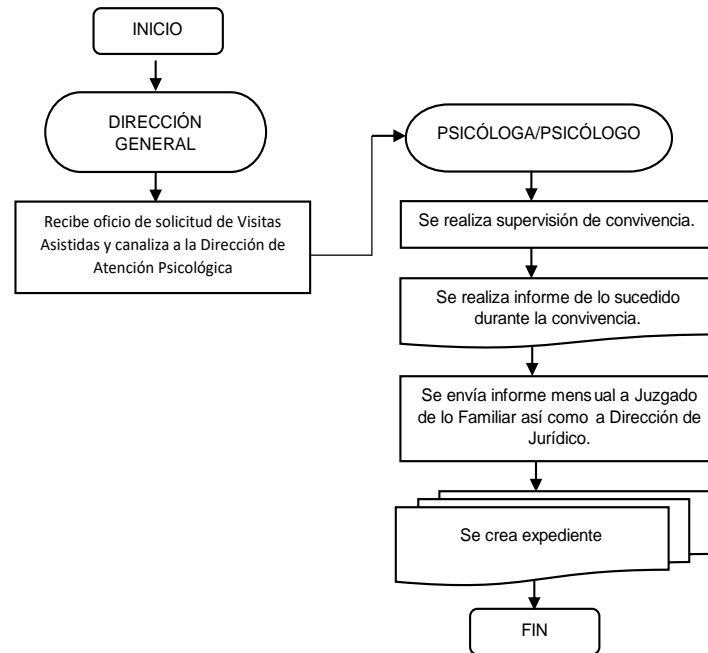 INICIO
DIRECCIÓN
GENERAL
Recibe oficio de solicitud de Visitas
Asistidas y canaliza a la Dirección de
Atención Psicológica
PSICÓLOGA/PSICÓLOGO
Se realiza supervisión de convivencia.
Se realiza informe de lo sucedido
durante la convivencia.
Se envía informe mensual a Juzgado
de lo Familiar así como a Dirección de
Jurídico.
Se crea expediente
FIN